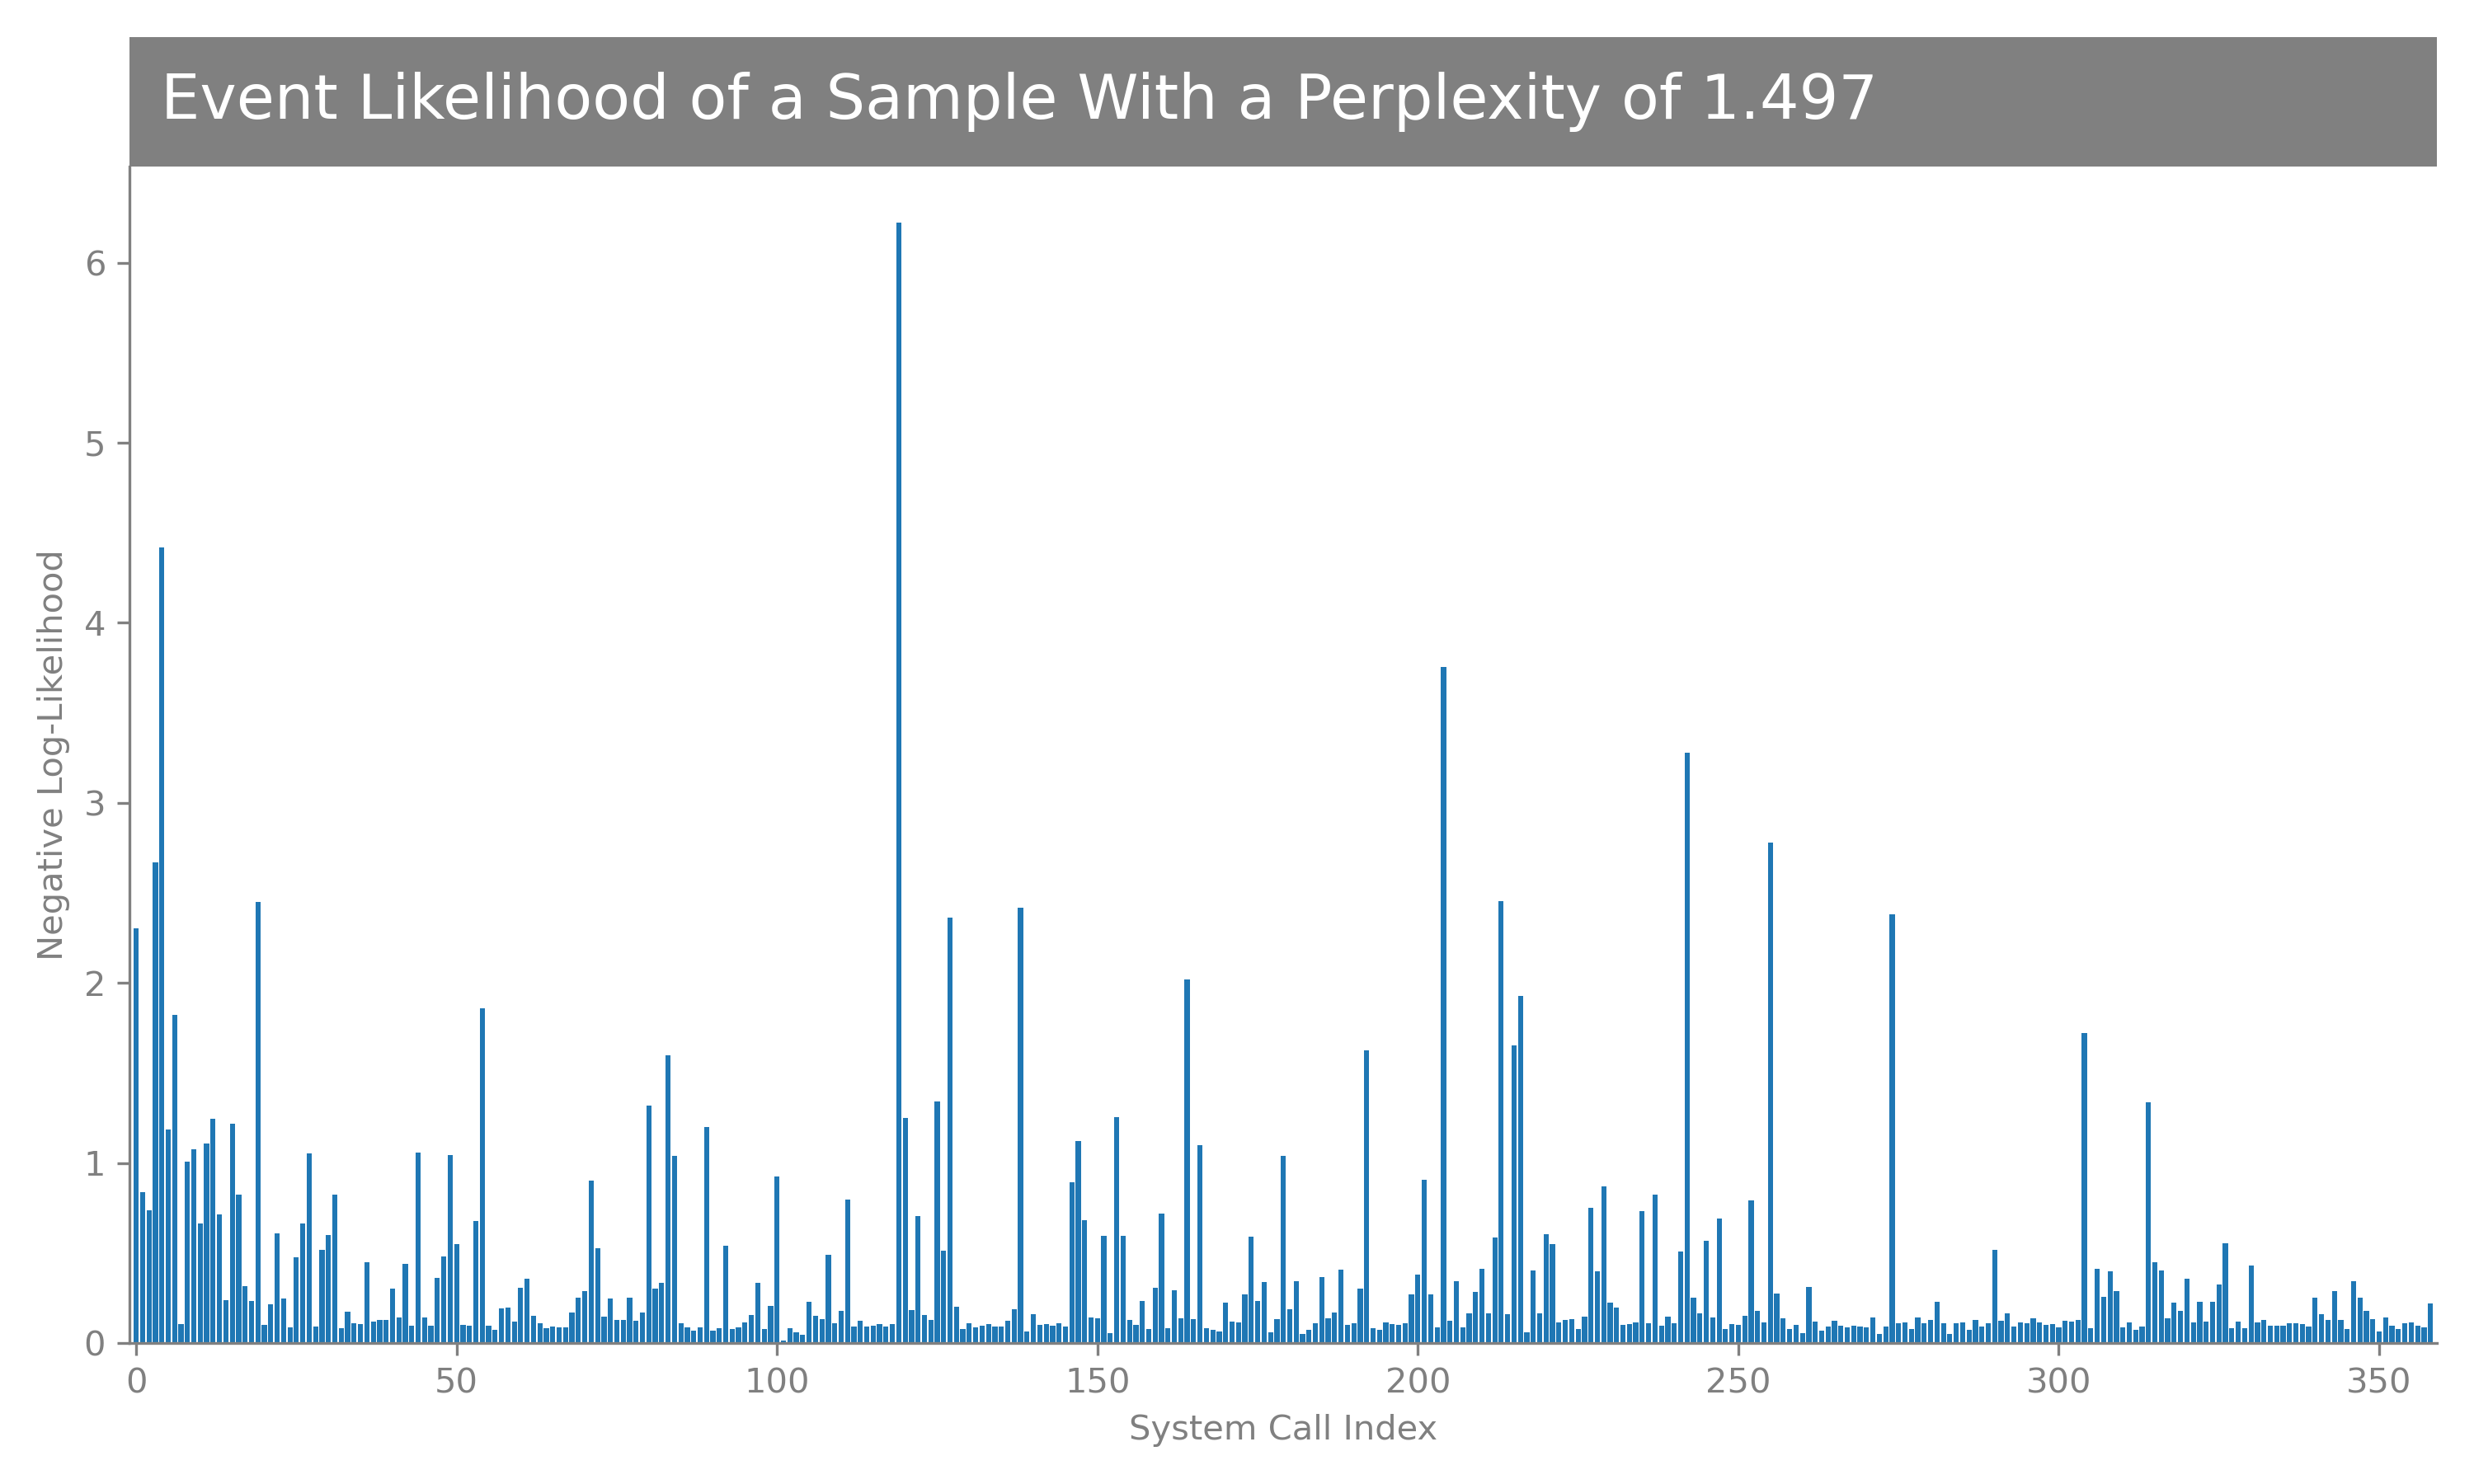 Event Likelihood of a Sample With a Perplexity of 1.497
6
5
4
3
2
1
0
Negative Log-Likelihood
0 50 100 150 200 250 300 350
System Call Index